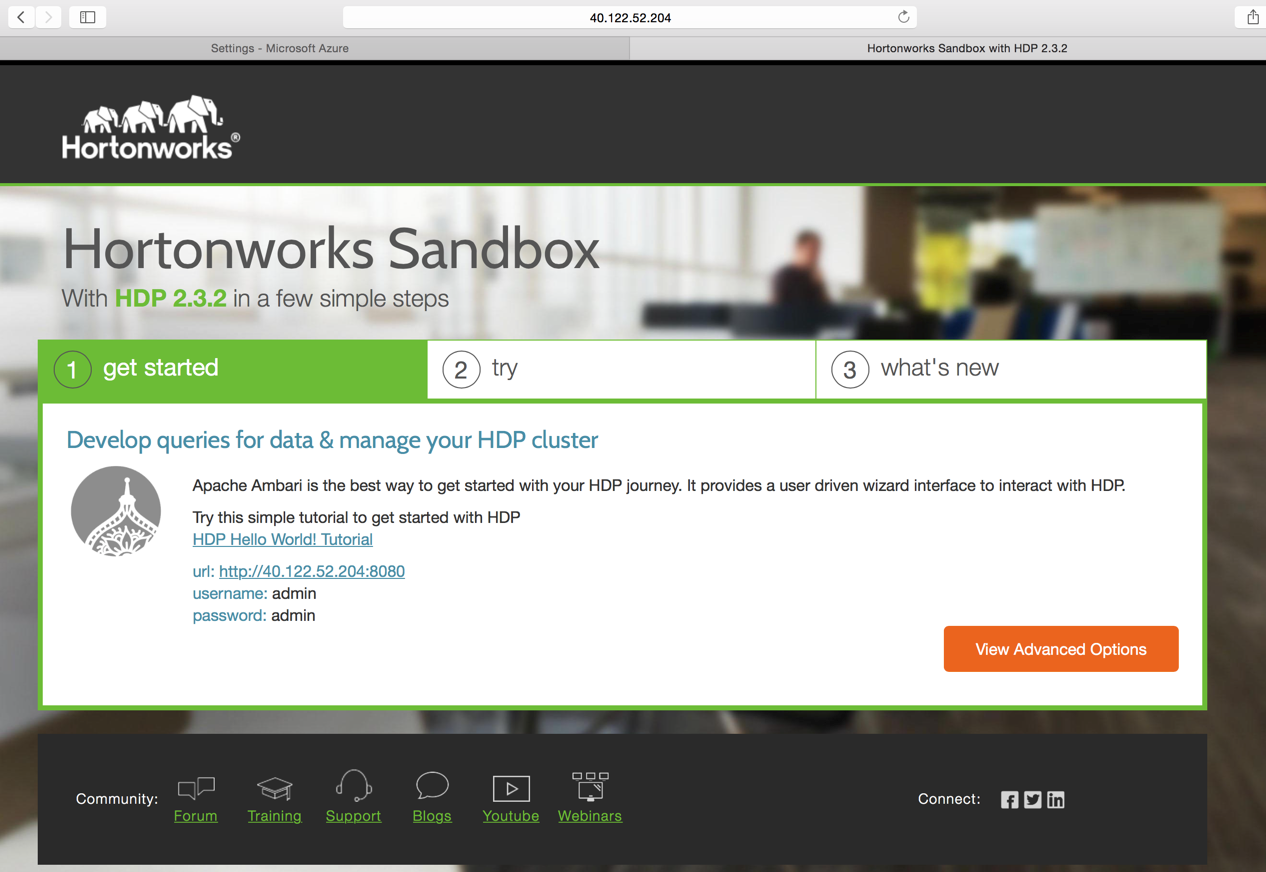 40.122.52.204
Settings - Microsoft Azure
Hortonworks Sandbox with HDP 2.3.2
Hortonworks®
Hortonworks Sandbox
With HDP 2.3.2 in a few simple steps
1 get started
2 try
3 what's new
Develop queries for data & manage your HDP cluster
Apache Ambari is the best way to get started with your HDP journey. It provides a user driven wizard interface to interact with HDP.
Try this simple tutorial to get started with HDP
HDP Hello World! Tutorial
url: http://40.122.52.204:8080
username: admin
password: admin
View Advanced Options
Community:
Forum
Training
Support
Blogs
Youtube
Webinars
Connect: